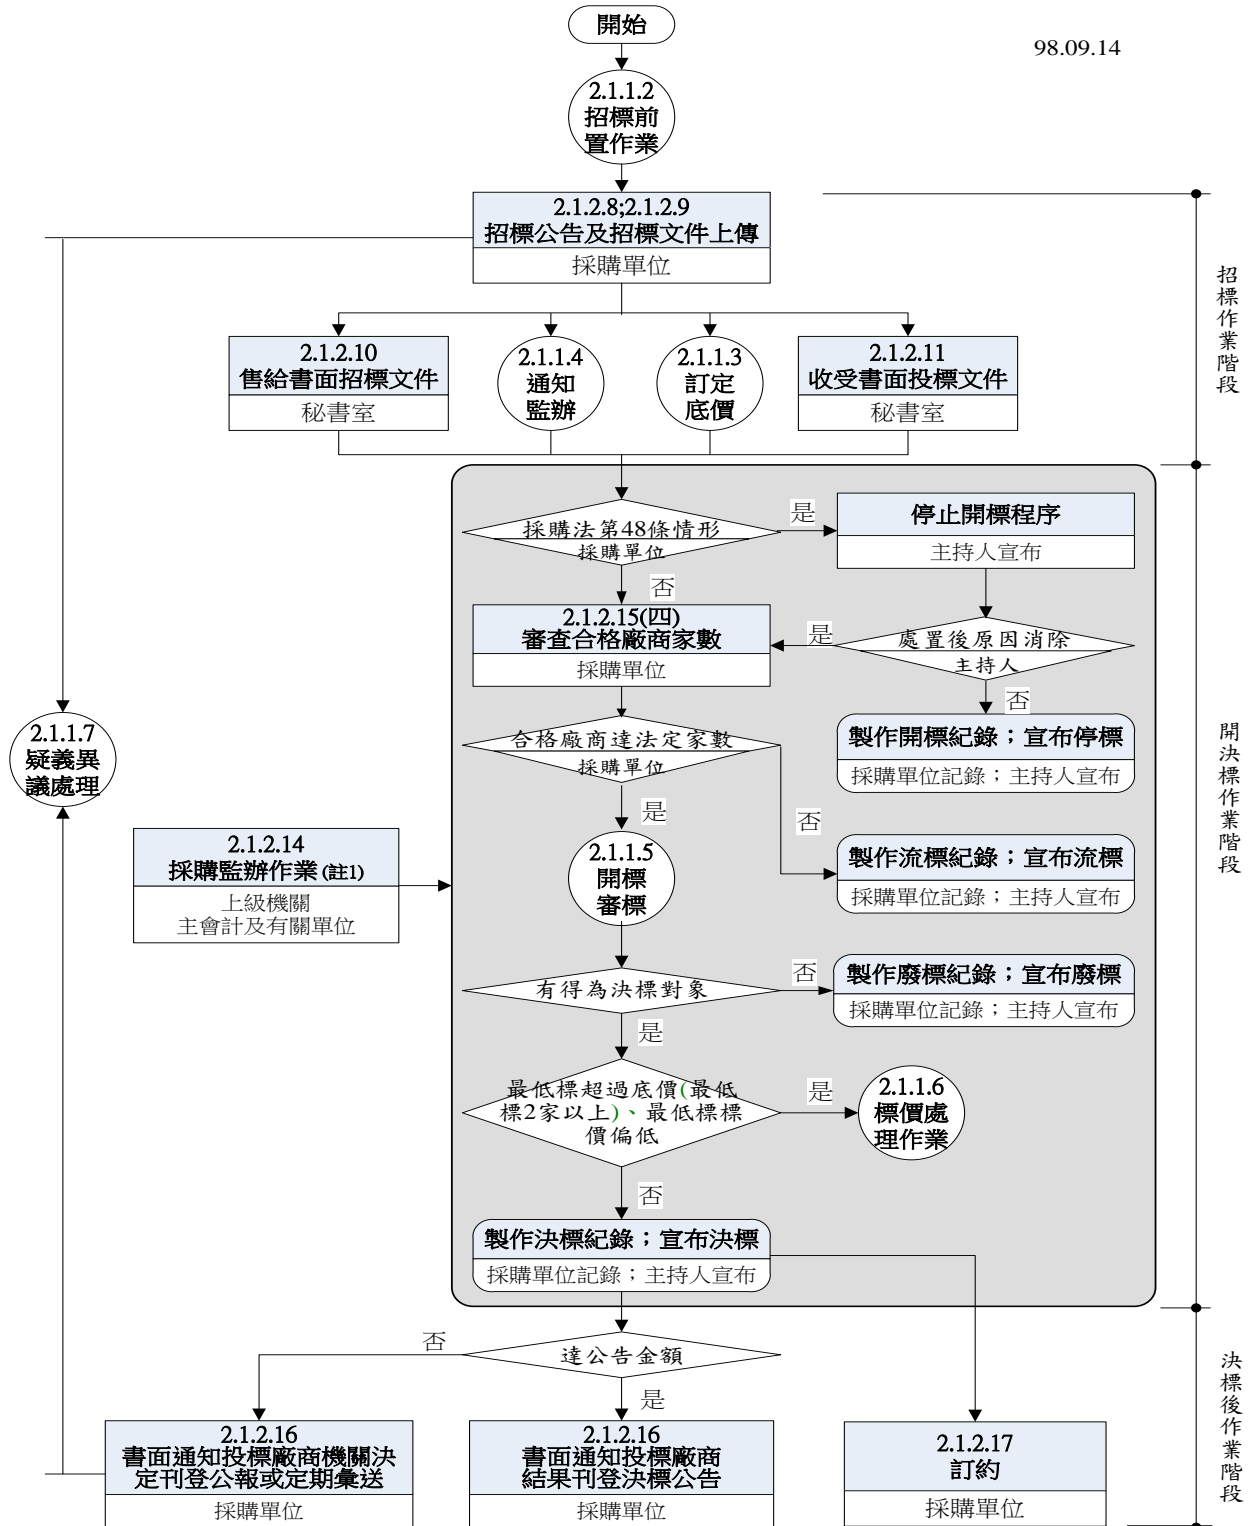 開始
98.09.14
2.1.1.2
招標前
置作業
2.1.2.8;2.1.2.9
招標公告及招標文件上傳
採購單位
招標作業階段
2.1.2.10
售給書面招標文件
秘書室
2.1.1.4
通知
監辦
2.1.1.3
訂定
底價
2.1.2.11
收受書面投標文件
秘書室
採購法第48條情形
採購單位
是
停止開標程序
主持人宣布
否
2.1.2.15(四)
審查合格廠商家數
採購單位
是
處置後原因消除
主持人
否
製作開標紀錄；宣布停標
採購單位記錄；主持人宣布
合格廠商達法定家數
採購單位
是
否
開決標作業階段
2.1.1.7
疑義異
議處理
2.1.2.14
採購監辦作業(註1)
上級機關
主會計及有關單位
2.1.1.5
開標
審標
製作流標紀錄；宣布流標
採購單位記錄；主持人宣布
有得為決標對象
否
製作廢標紀錄；宣布廢標
採購單位記錄；主持人宣布
是
最低標超過底價(最低
標2家以上)、最低標標
價偏低
是
2.1.1.6
標價處
理作業
否
製作決標紀錄；宣布決標
採購單位記錄；主持人宣布
達公告金額
否
是
2.1.2.16
書面通知投標廠商機關決
定刊登公報或定期彙送
採購單位
2.1.2.16
書面通知投標廠商
結果刊登決標公告
採購單位
2.1.2.17
訂約
採購單位
決標後作業階段